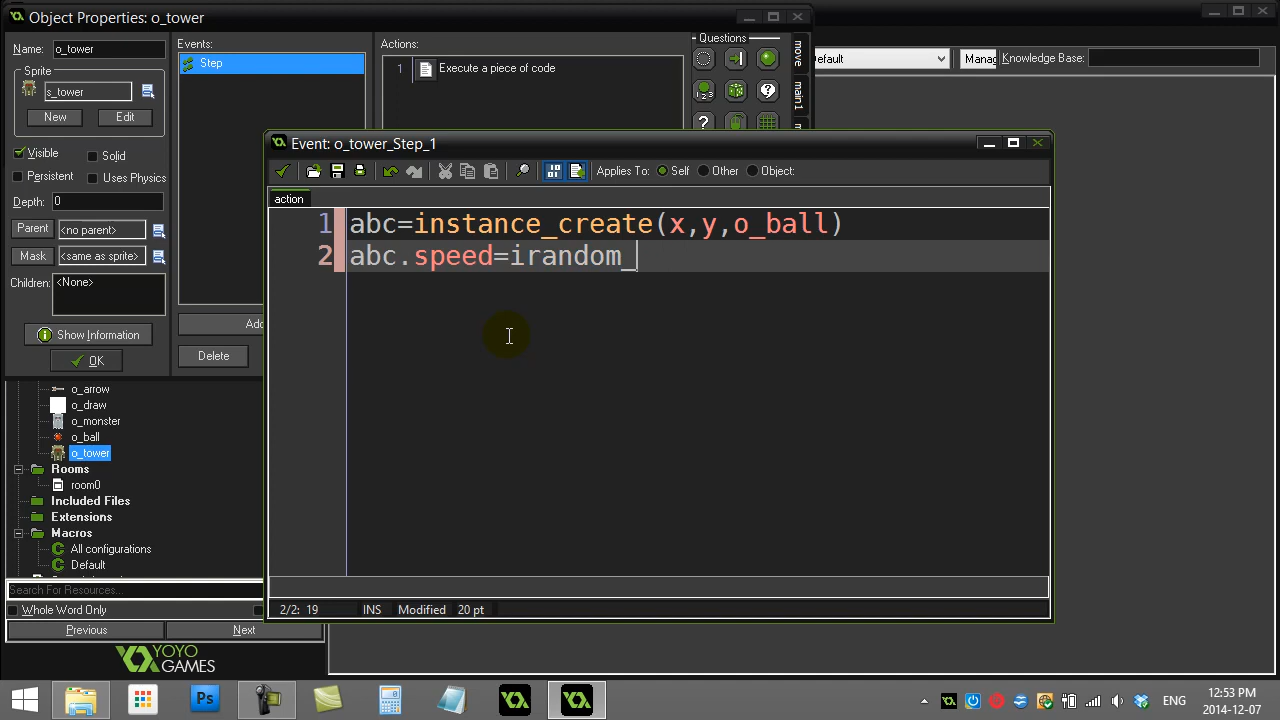 Object Properties: o_tower
Name: o_tower
Sprite
s_tower
New Edit
Visible Solid
Persistent Uses Physics
Depth: 0
Parent <no parent>
Mask <same as sprite>
Children: <None>
Show Information
OK
Events:
Step
Delete
Actions:
1 Execute a piece of code
Questions
move
main1
Knowledge Base:
Event: o_tower_Step_1
Applies To: Self Other Object:
action
1 abc=instance_create(x,y,o_ball)
2 abc.speed=irandom_
2/2: 19 INS Modified 20 pt
o_arrow
o_draw
o_monster
o_ball
o_tower
Rooms
room0
Included Files
Extensions
Macros
All configurations
Default
Search For Resources...
Whole Word Only
Previous Next
YOYO
GAMES
Ps
ENG
12:53 PM
2014-12-07